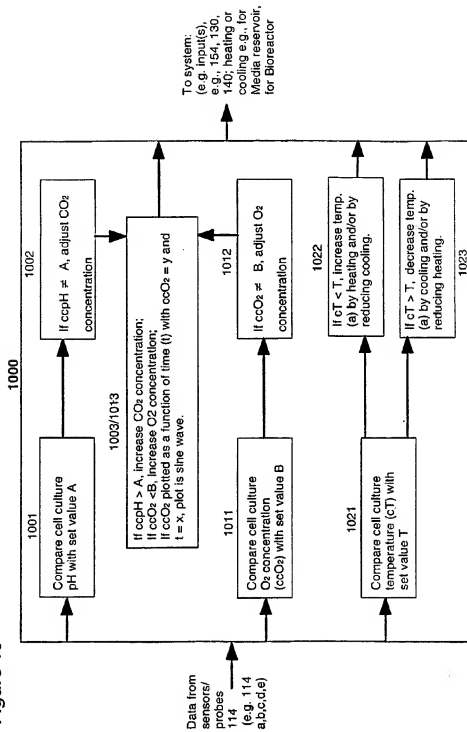 1000
Data from
sensors/
probes
114
(e.g. 114
a,b,c,d,e)
1001
Compare cell culture
pH with set value A
1002
If ccpH ≠ A, adjust CO2
concentration
1003/1013
If ccpH > A, increase CO2 concentration;
If ccO2 <B, Increase O2 concentration;
If ccO2 plotted as a function of time (t) with ccO2 = y and
t = x, plot is sine wave.
1011
Compare cell culture
O2 concentration
(ccO2) with set value B
1012
If ccO2 ≠ B, adjust O2
concentration
1021
Compare cell culture
temperature (cT) with
set value T
1022
If cT < T, increase temp.
(a) by heating and/or by
reducing cooling.
If cT > T, decrease temp.
(a) by cooling and/or by
reducing heating.
1023
To system:
(e.g. input(s),
e.g., 154, 130,
140; heating or
cooling e.g., for
Media reservoir,
for Bioreactor